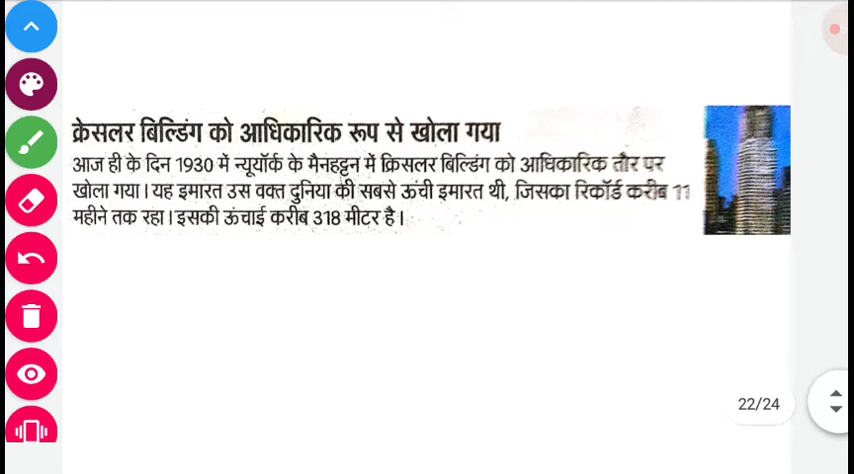 क्रेसलर बिल्डिंग को आधिकारिक रूप से खोला गया
आज ही के दिन 1930 में न्यूयॉर्क के मैनहट्टन में क्रिसलर बिल्डिंग को आधिकारिक तौर पर
खोला गया। यह इमारत उस वक्त दुनिया की सबसे ऊंची इमारत थी, जिसका रिकॉर्ड करीब 11
महीने तक रहा। इसकी ऊंचाई करीब 318 मीटर है।
22/24